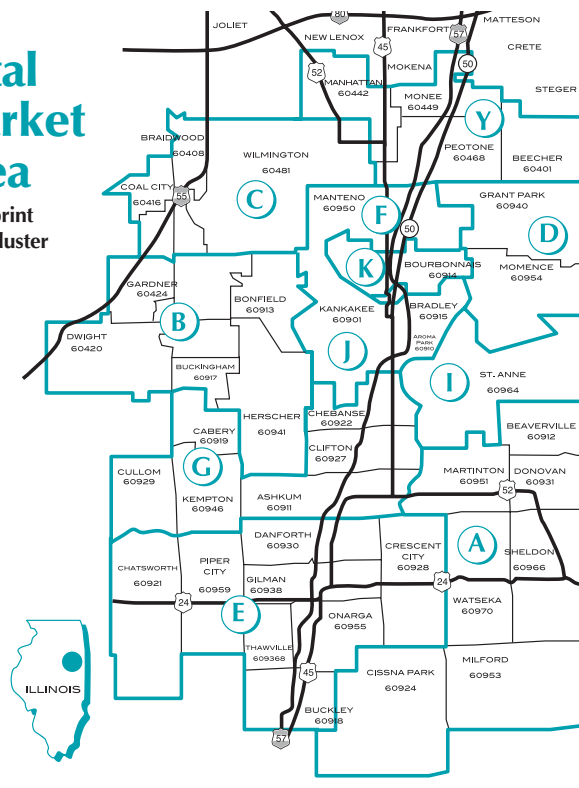 tal
rket
ea
print
luster
80
MATTESON
JOLIET
FRANKFORT
57
NEW LENOX
45
CRETE
50
52
MOKENA
MANHATTAN
60442
STEGER
MONEE
60449
Y
BRAIDWOOD
60408
WILMINGTON
60481
PEOTONE
60468
BEECHER
60401
COAL CITY
60416
55
C
MANTENO
60950
F
GRANT PARK
60940
50
D
K
BOURBONNAIS
60914
MOMENCE
60954
GARDNER
60424
BONFIELD
60913
B
KANKAKEE
60901
BRADLEY
60915
DWIGHT
60420
J
AROMA
PARK
60910
BUCKINGHAM
60917
I
ST. ANNE
60964
HERSCHER
60941
CHEBANSE
60922
CABERY
60919
BEAVERVILLE
60912
CLIFTON
60927
G
CULLOM
60929
MARTINTON
60951
DONOVAN
60931
KEMPTON
60946
ASHKUM
60911
52
DANFORTH
60930
CRESCENT
CITY
60928
A
SHELDON
60966
CHATSWORTH
60921
PIPER
CITY
60959
GILMAN
60938
24
24
E
WATSEKA
60970
ONARGA
60955
THAWVILLE
609368
MILFORD
60953
45
CISSNA PARK
60924
ILLINOIS
BUCKLEY
60918
57